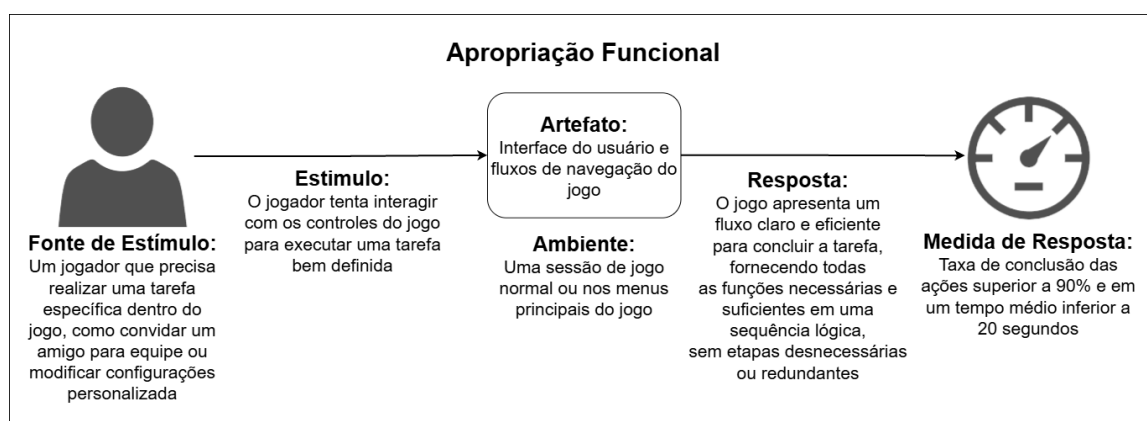 Apropriação Funcional
Fonte de Estímulo:
Um jogador que precisa
realizar uma tarefa
específica dentro do
jogo, como convidar um
amigo para equipe ou
modificar configurações
personalizada
Estimulo:
O jogador tenta interagir
com os controles do jogo
para executar uma tarefa
bem definida
Artefato:
Interface do usuário e
fluxos de navegação do
jogo
Ambiente:
Uma sessão de jogo
normal ou nos menus
principais do jogo
Resposta:
O jogo apresenta um
fluxo claro e eficiente
para concluir a tarefa,
fornecendo todas
as funções necessárias e
suficientes em uma
sequência lógica,
sem etapas desnecessárias
ou redundantes
Medida de Resposta:
Taxa de conclusão das
ações superior a 90% e em
um tempo médio inferior a
20 segundos